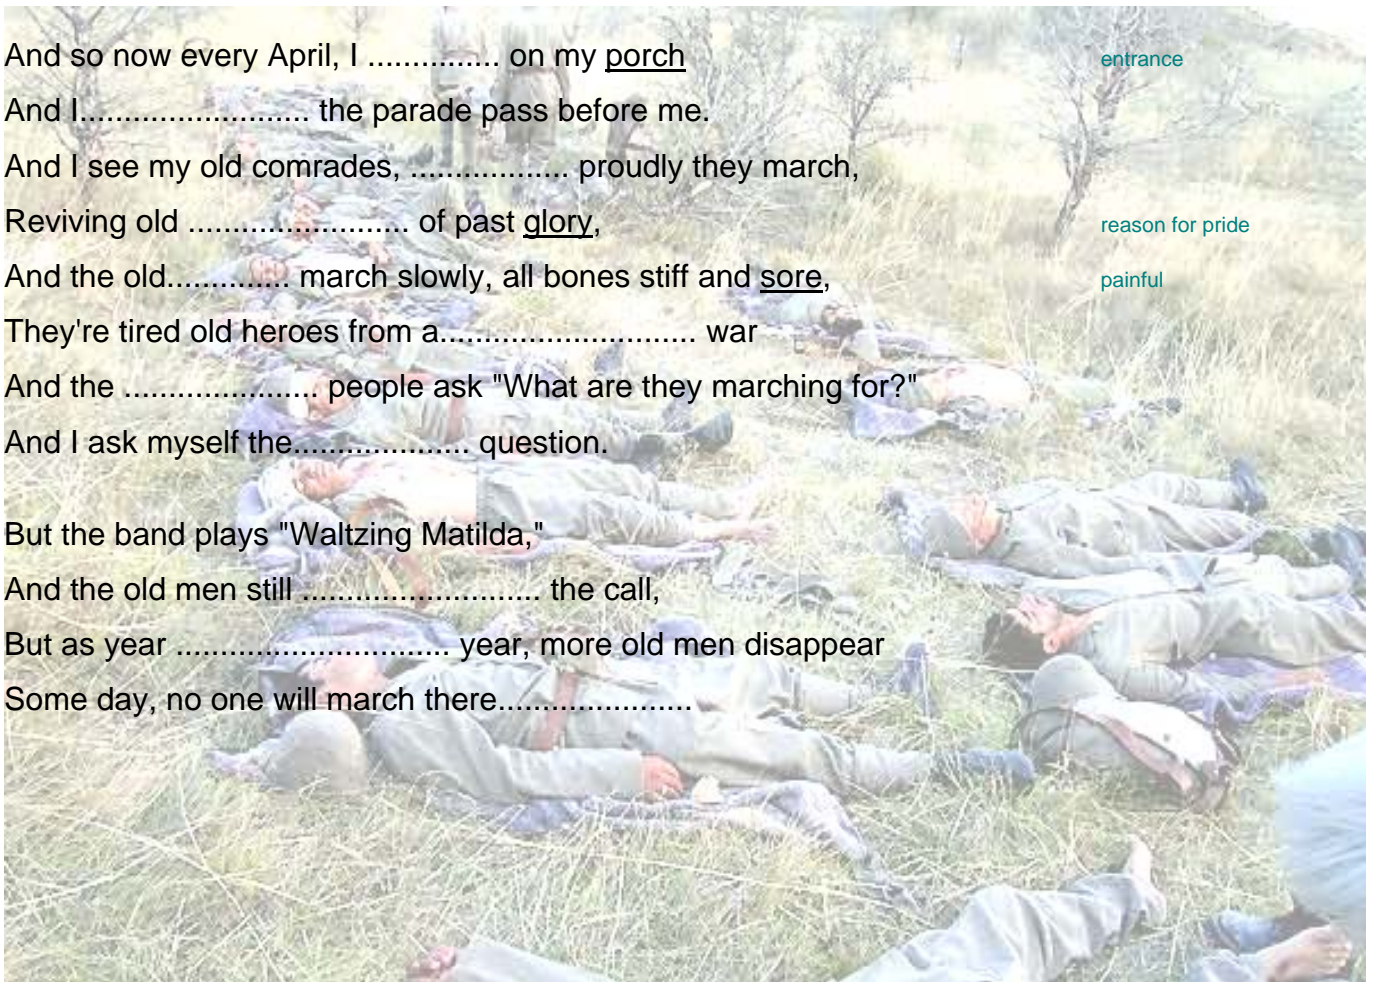 And so now every April, I ............... on my porch entrance
And I.......................... the parade pass before me.
And I see my old comrades, .................. proudly they march,
Reviving old ......................... of past glory, reason for pride
And the old.............. march slowly, all bones stiff and sore, painful
They're tired old heroes from a............................. war
And the ...................... people ask "What are they marching for?"
And I ask myself the.................... question.
But the band plays "Waltzing Matilda,"
And the old men still ........................... the call,
But as year ............................... year, more old men disappear
Some day, no one will march there......................